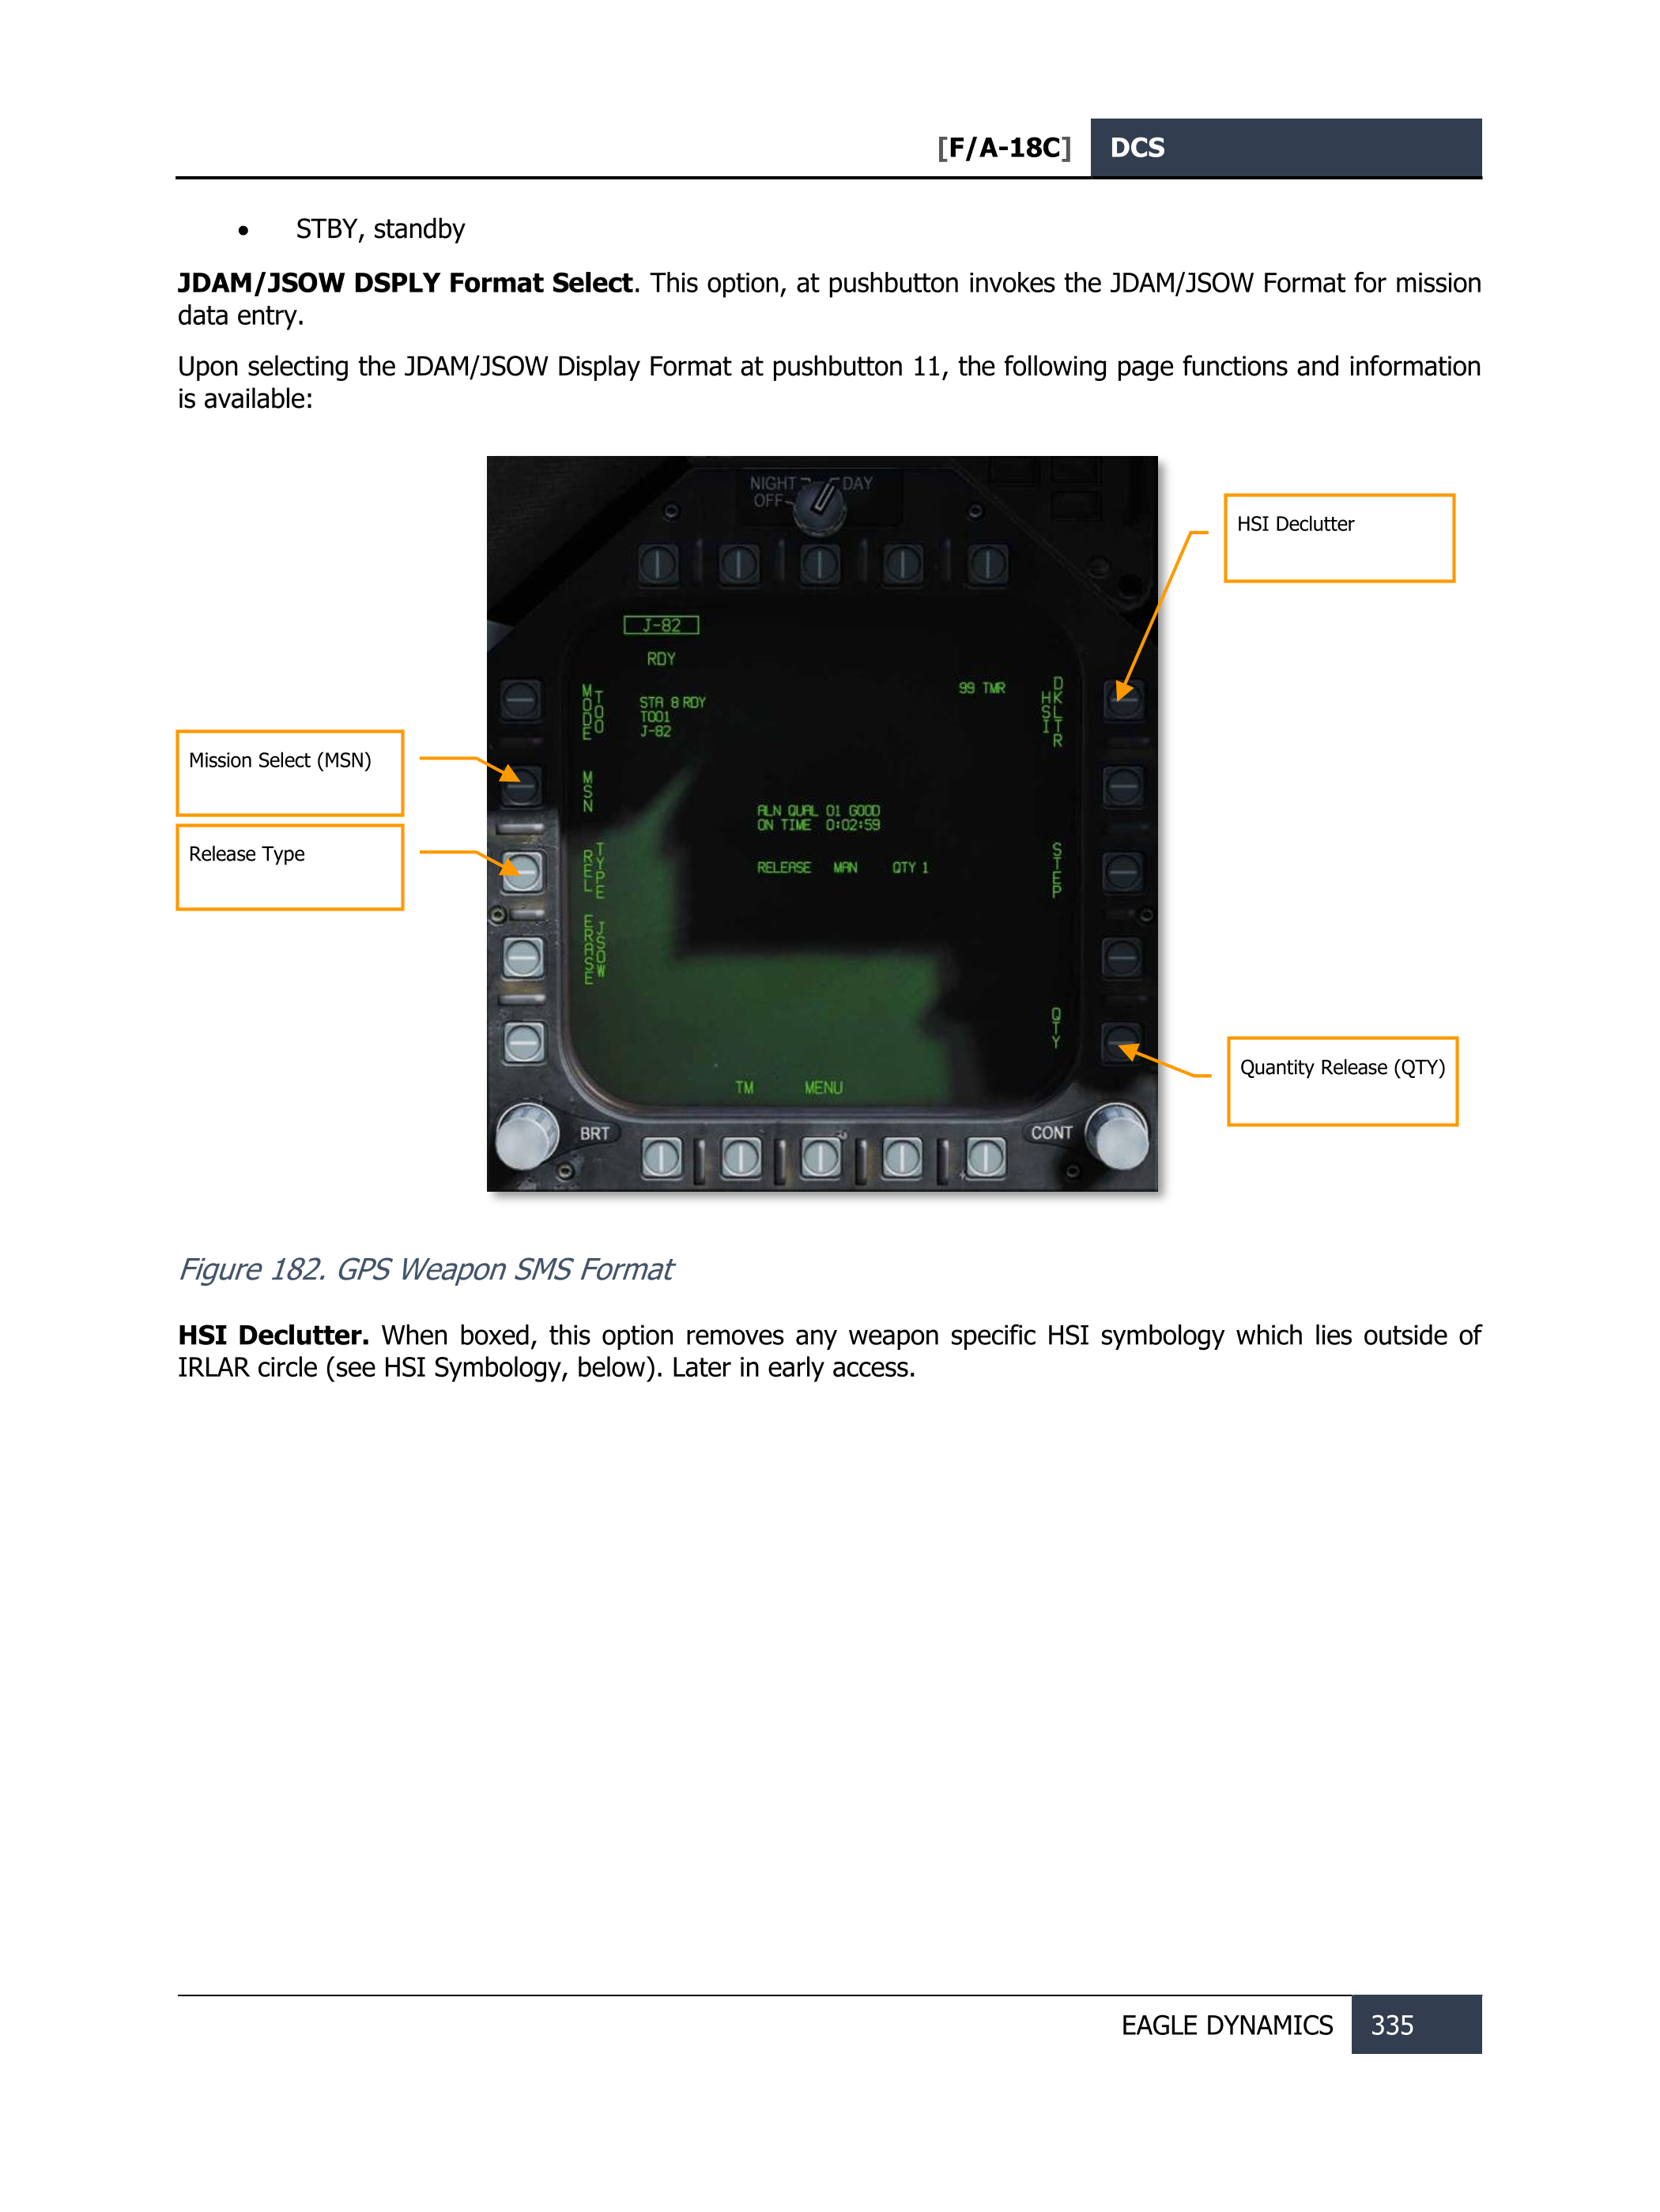 [F/A-18C] DCS
• STBY, standby
JDAM/JSOW DSPLY Format Select. This option, at pushbutton invokes the JDAM/JSOW Format for mission
data entry.
Upon selecting the JDAM/JSOW Display Format at pushbutton 11, the following page functions and information
is available:
NIGHT DAY
OFF
HSI Declutter
J-82
RDY
99 TMR
MODE TOO
STA 8 RDY
T001
J-82
HSI DKLTR
Mission Select (MSN)
MSN
ALN QUAL 01 GOOD
ON TIME 0:02:59
Release Type
REL TYPE
RELEASE MAN QTY 1
STEP
ERASE JSOW
QTY
Quantity Release (QTY)
TM MENU
BRT CONT
Figure 182. GPS Weapon SMS Format
HSI Declutter. When boxed, this option removes any weapon specific HSI symbology which lies outside of
IRLAR circle (see HSI Symbology, below). Later in early access.
EAGLE DYNAMICS 335